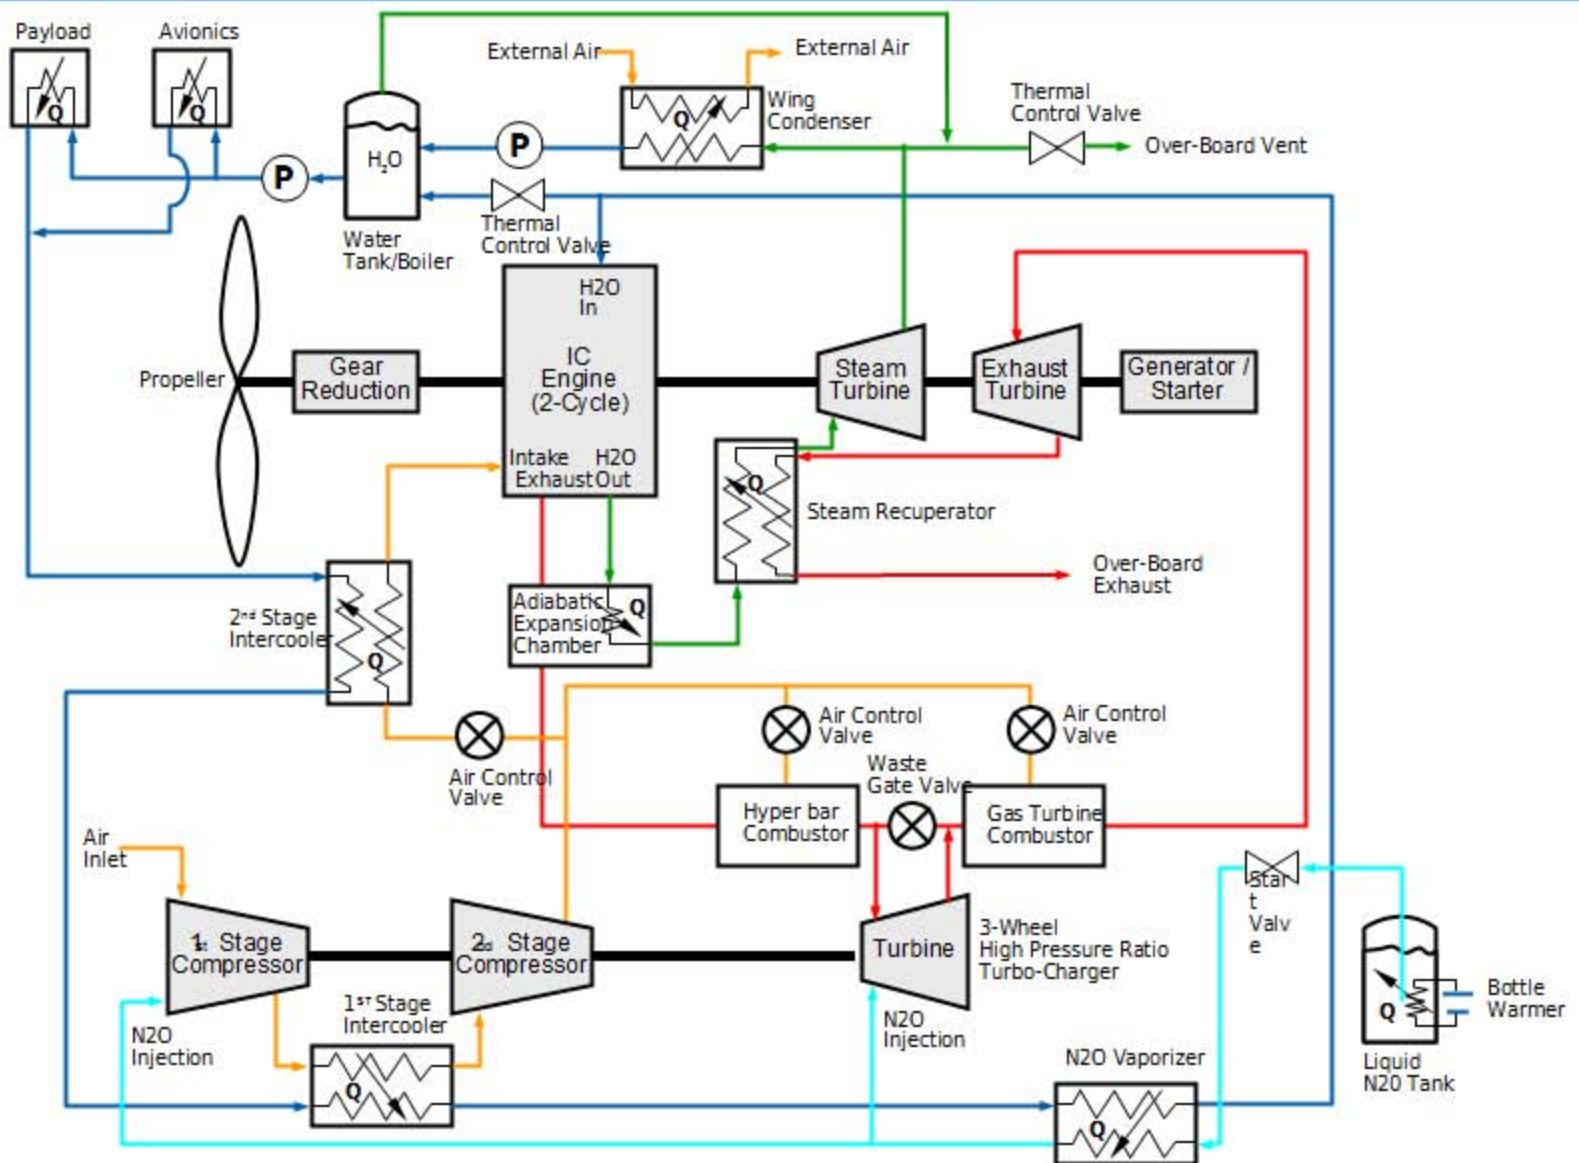 Payload
Avionics
External Air
External Air
Q
Q
Q
H2O
P
P
Wing
Condenser
Thermal
Control Valve
Over-Board Vent
Water
Tank/Boiler
Thermal
Control Valve
H2O
In
IC
Engine
(2-Cycle)
Intake
Exhaust
H2O
Out
Propeller
Gear
Reduction
Steam
Turbine
Exhaust
Turbine
Generator /
Starter
Q
Steam Recuperator
Over-Board
Exhaust
2nd Stage
Intercooler
Q
Adiabatic
Expansion
Chamber
Q
Air Control
Valve
Air Control
Valve
Air Control
Valve
Waste
Gate Valve
Hyper bar
Combustor
Gas Turbine
Combustor
Air
Inlet
Start
Valve
1st Stage
Compressor
2nd Stage
Compressor
Turbine
3-Wheel
High Pressure Ratio
Turbo-Charger
1ST Stage
Intercooler
Q
N2O
Injection
N2O
Injection
N2O Vaporizer
Q
Q
Bottle
Warmer
Liquid
N20 Tank